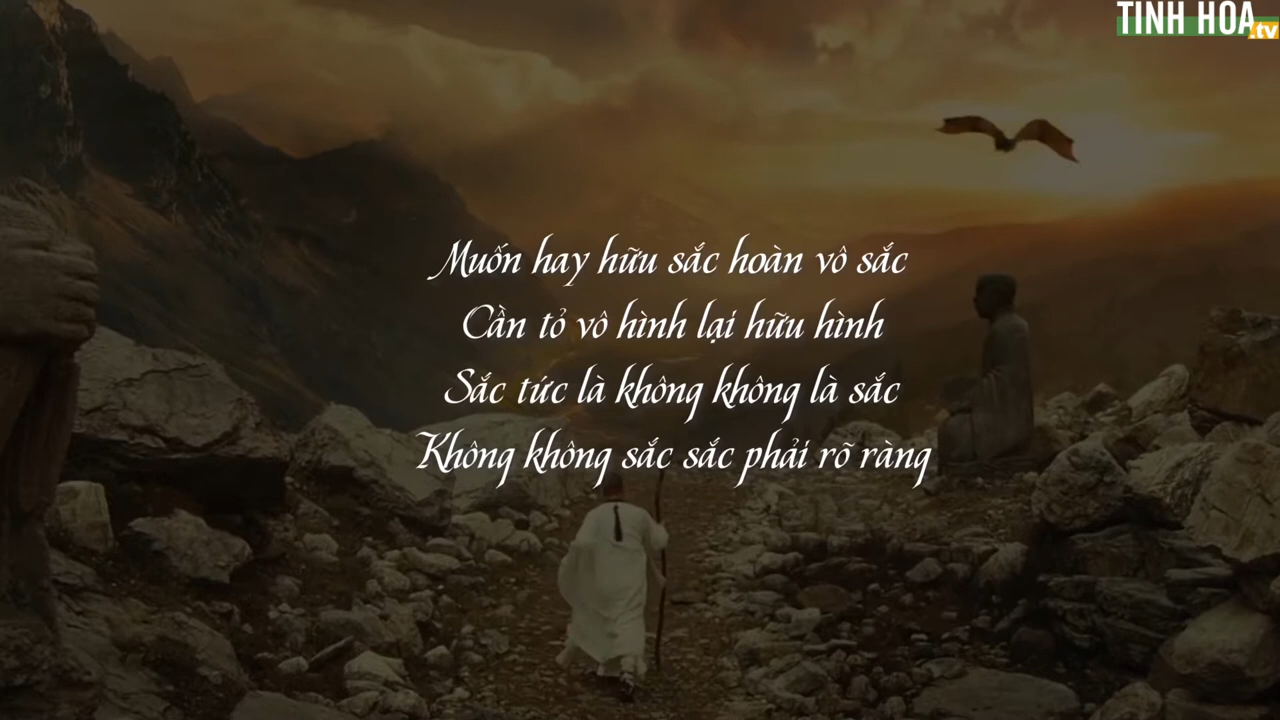 TINH HOA
.tv
Muốn hay hữu sắc hoàn vô sắc
Cần tỏ vô hình lại hữu hình
Sắc tức là không không là sắc
Không không sắc sắc phải rõ ràng